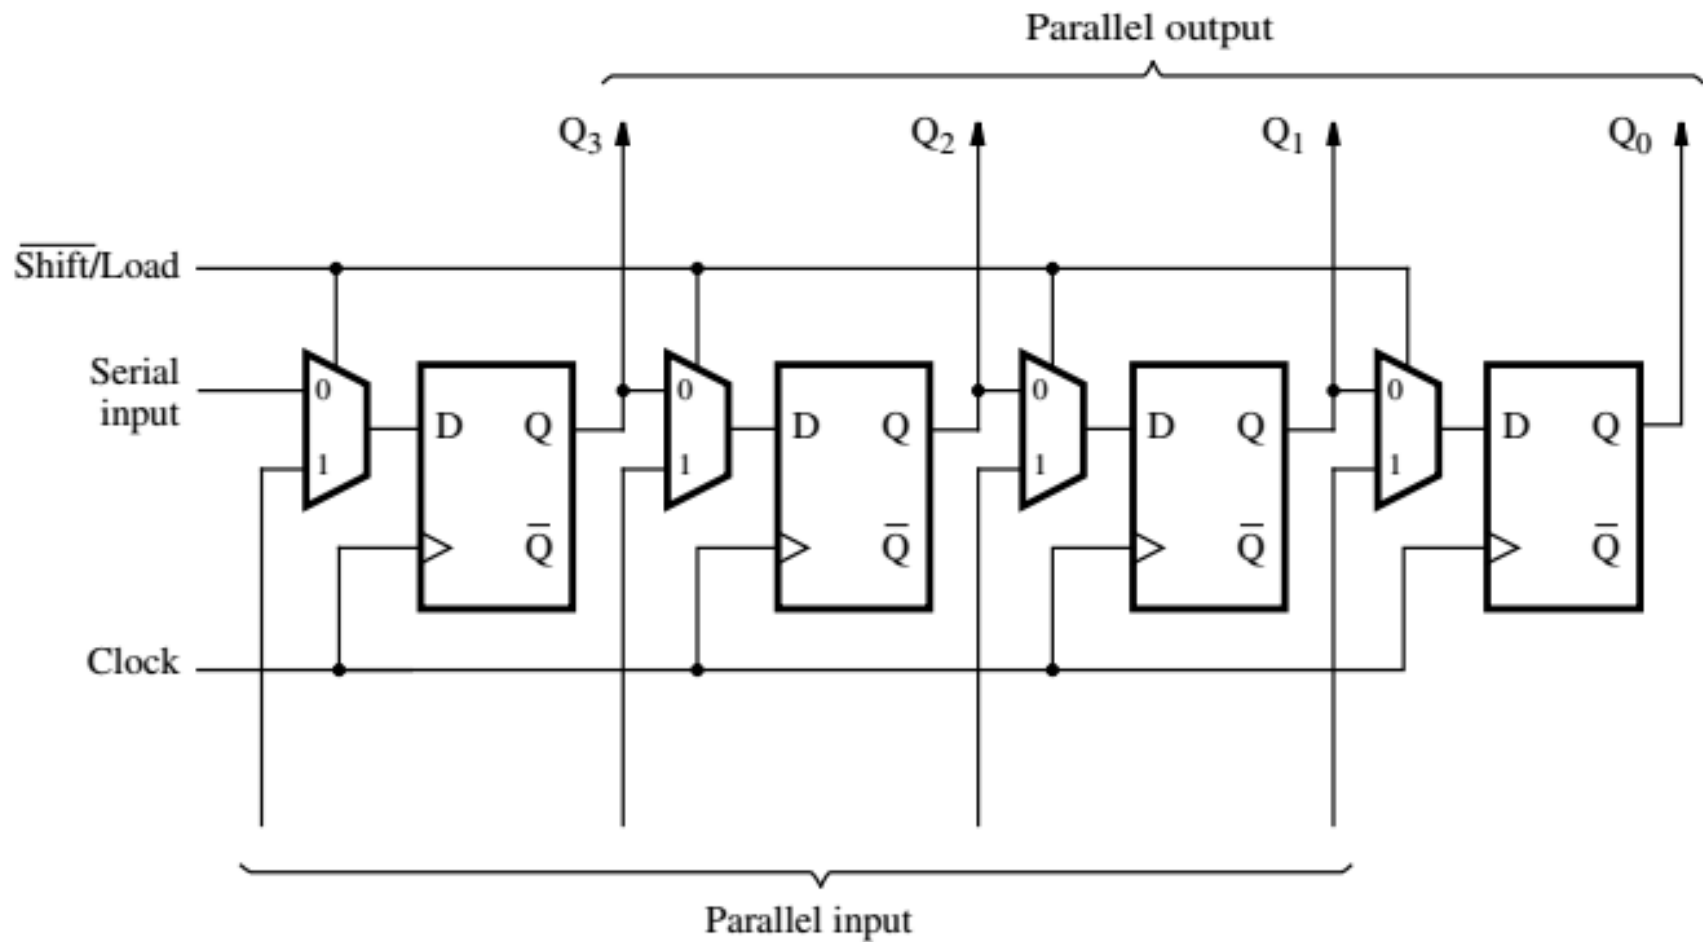 Parallel output
Q₃ Q₂ Q₁ Q₀
S̅h̅i̅f̅t̅/Load
Serial
input
0 0 0 0
D Q D Q D Q D Q
1 1 1 1
Q̅ Q̅ Q̅ Q̅
Clock
Parallel input